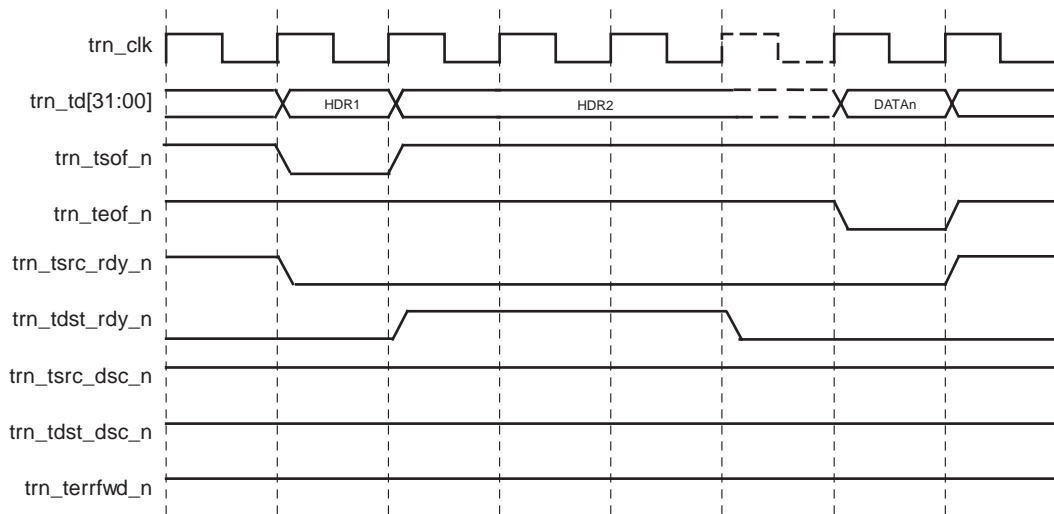 trn_clk
trn_td[31:00]
HDR1
HDR2
DATAn
trn_tsof_n
trn_teof_n
trn_tsrc_rdy_n
trn_tdst_rdy_n
trn_tsrc_dsc_n
trn_tdst_dsc_n
trn_terrfwd_n